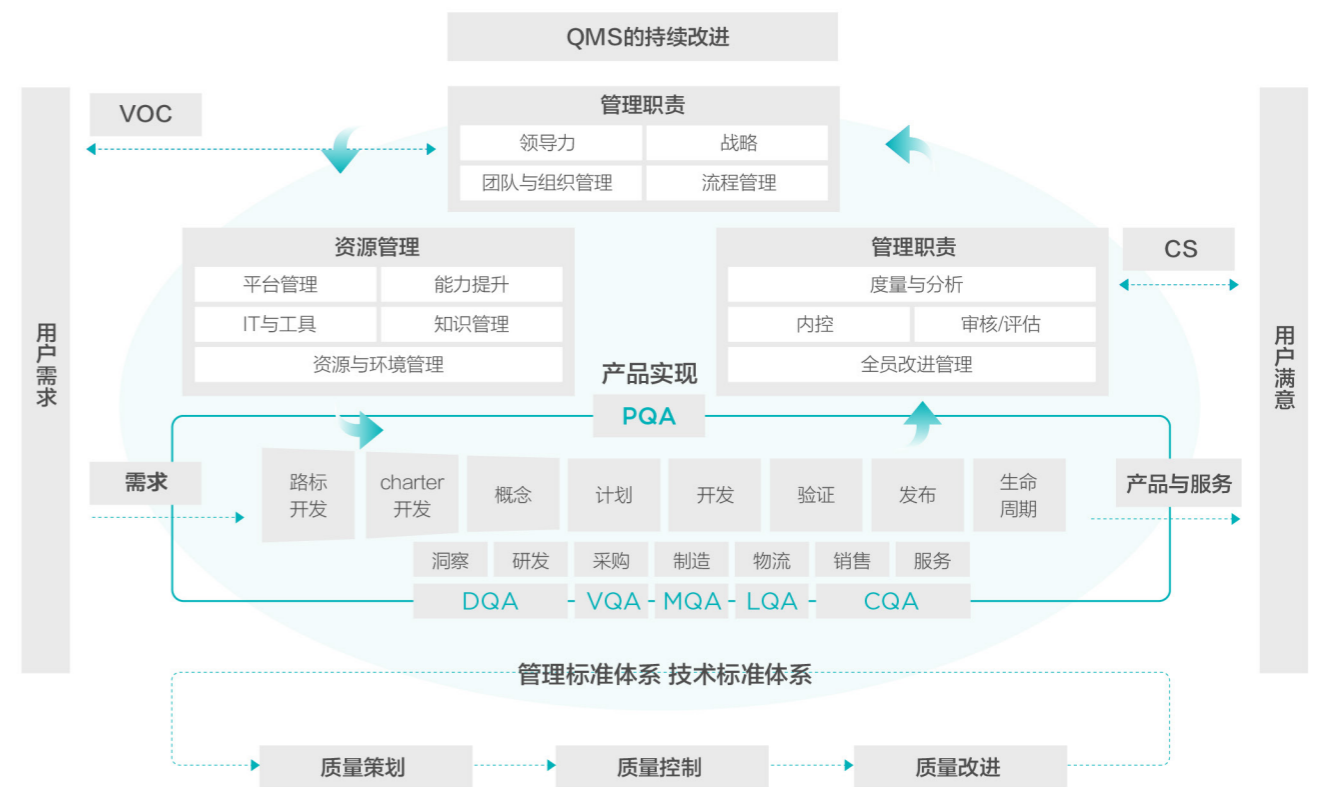 QMS的持续改进
VOC
管理职责
领导力
战略
团队与组织管理
流程管理
资源管理
平台管理
能力提升
IT与工具
知识管理
资源与环境管理
管理职责
度量与分析
内控
审核/评估
全员改进管理
CS
用户需求
用户满意
产品实现
PQA
需求
路标
开发
charter
开发
概念
计划
开发
验证
发布
生命
周期
产品与服务
洞察
研发
采购
制造
物流
销售
服务
DQA
VQA
MQA
LQA
CQA
管理标准体系 技术标准体系
质量策划
质量控制
质量改进